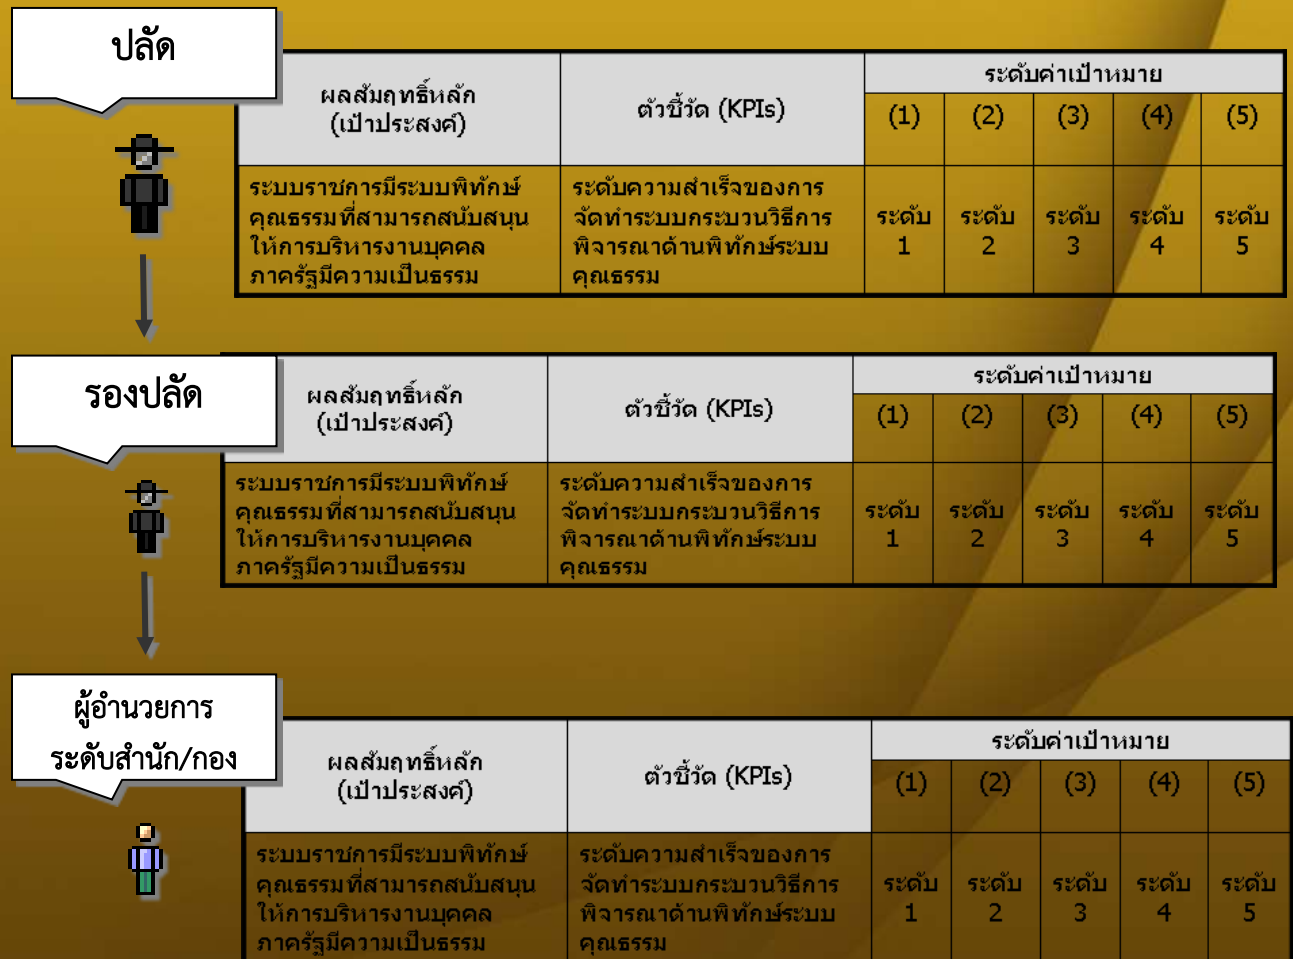 ปลัด
ผลสัมฤทธิ์หลัก
(เป้าประสงค์)
ตัวชี้วัด (KPIs)
ระดับค่าเป้าหมาย
(1) (2) (3) (4) (5)
ระบบราชการมีระบบพิทักษ์
คุณธรรมที่สามารถสนับสนุน
ให้การบริหารงานบุคคล
ภาครัฐมีความเป็นธรรม
ระดับความสำเร็จของการ
จัดทำระบบกระบวนวิธีการ
พิจารณาด้านพิทักษ์ระบบ
คุณธรรม
ระดับ ระดับ ระดับ ระดับ ระดับ
1 2 3 4 5
รองปลัด
ผลสัมฤทธิ์หลัก
(เป้าประสงค์)
ตัวชี้วัด (KPIs)
ระดับค่าเป้าหมาย
(1) (2) (3) (4) (5)
ระบบราชการมีระบบพิทักษ์
คุณธรรมที่สามารถสนับสนุน
ให้การบริหารงานบุคคล
ภาครัฐมีความเป็นธรรม
ระดับความสำเร็จของการ
จัดทำระบบกระบวนวิธีการ
พิจารณาด้านพิทักษ์ระบบ
คุณธรรม
ระดับ ระดับ ระดับ ระดับ ระดับ
1 2 3 4 5
ผู้อำนวยการ
ระดับสำนัก/กอง
ผลสัมฤทธิ์หลัก
(เป้าประสงค์)
ตัวชี้วัด (KPIs)
ระดับค่าเป้าหมาย
(1) (2) (3) (4) (5)
ระบบราชการมีระบบพิทักษ์
คุณธรรมที่สามารถสนับสนุน
ให้การบริหารงานบุคคล
ภาครัฐมีความเป็นธรรม
ระดับความสำเร็จของการ
จัดทำระบบกระบวนวิธีการ
พิจารณาด้านพิทักษ์ระบบ
คุณธรรม
ระดับ ระดับ ระดับ ระดับ ระดับ
1 2 3 4 5